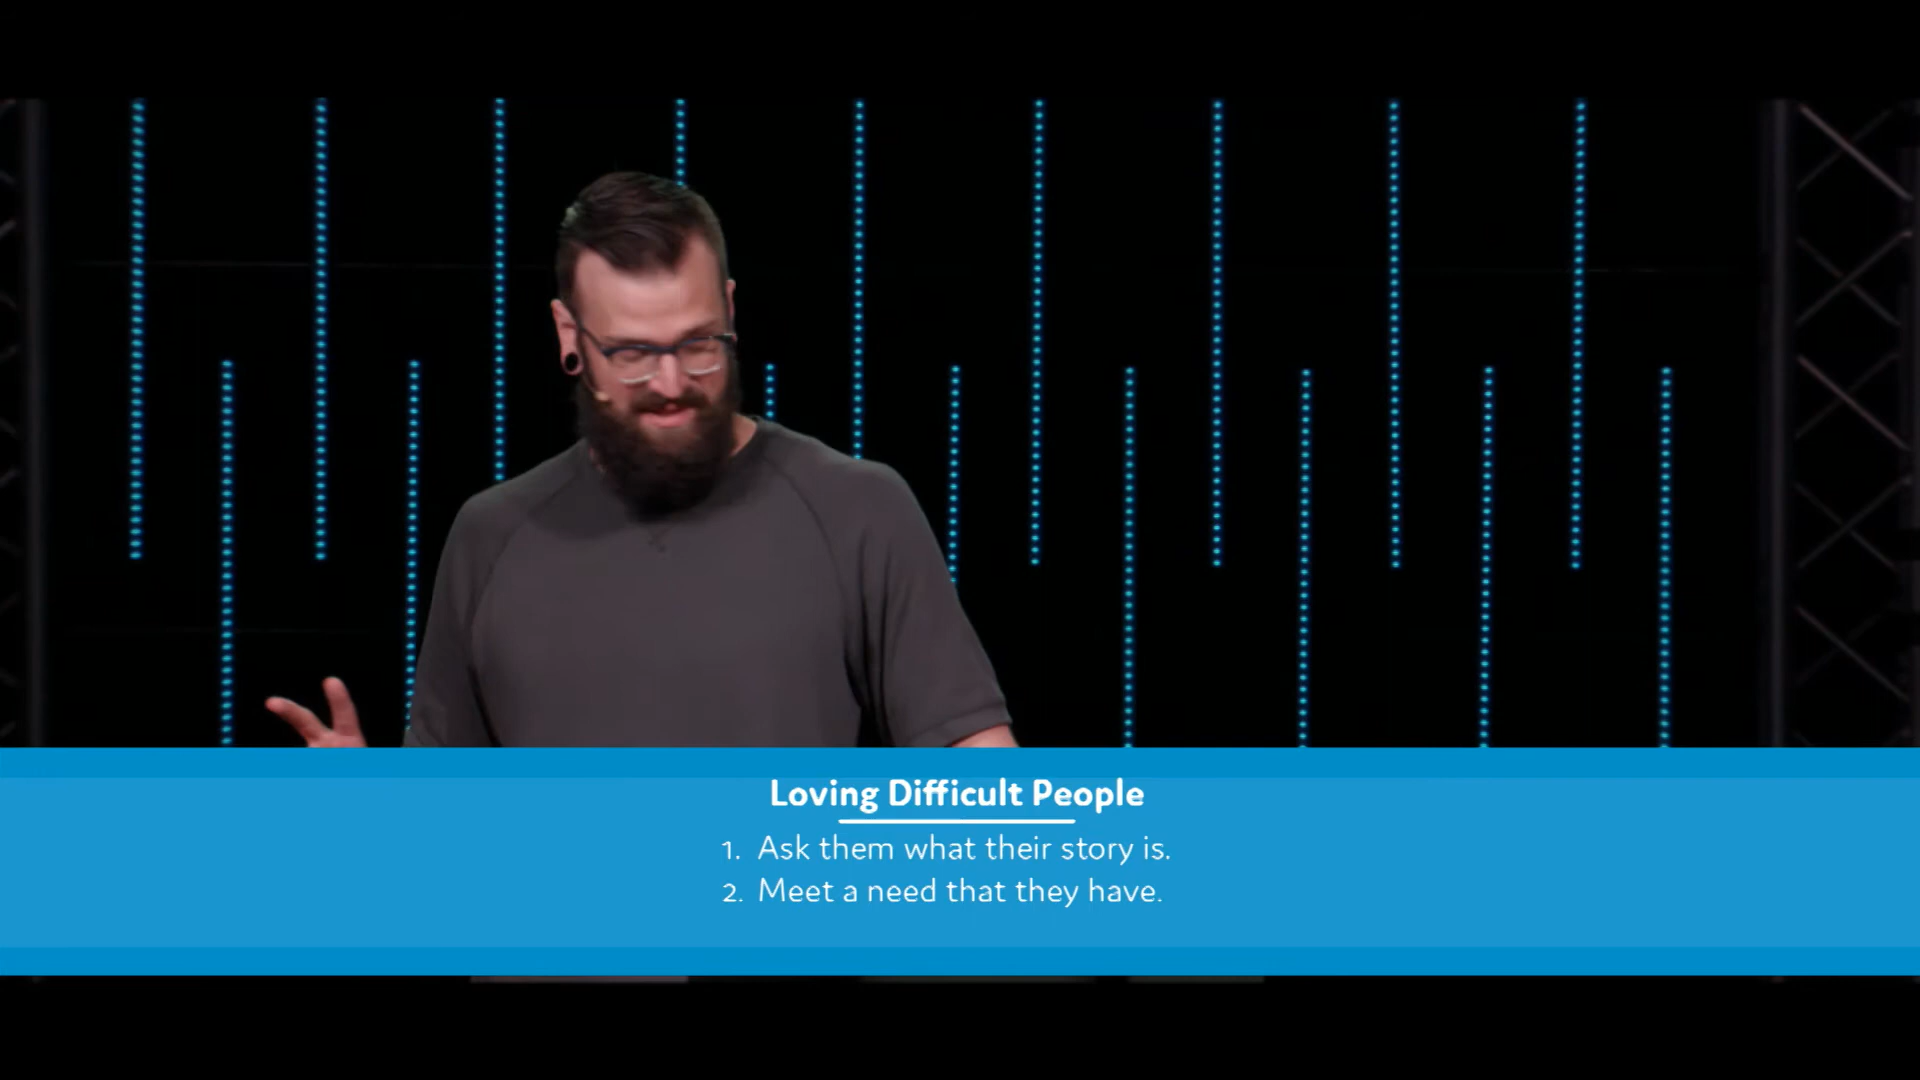 Loving Difficult People
1. Ask them what their story is.
2. Meet a need that they have.